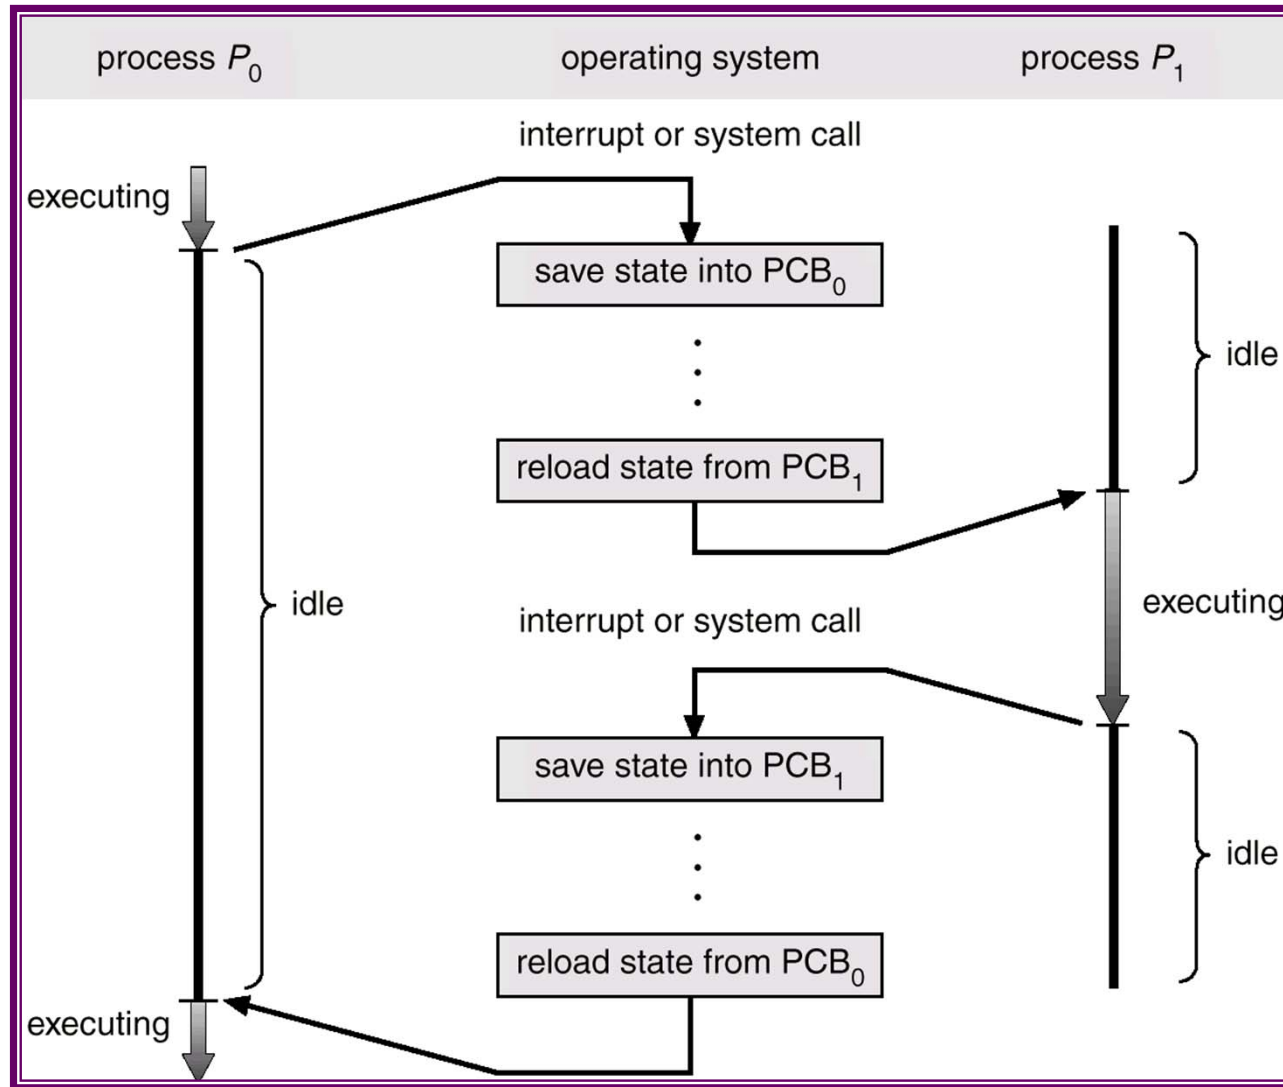 process P0 operating system process P1
interrupt or system call
executing
save state into PCB0
idle
reload state from PCB1
idle
executing
interrupt or system call
save state into PCB1
idle
reload state from PCB0
executing